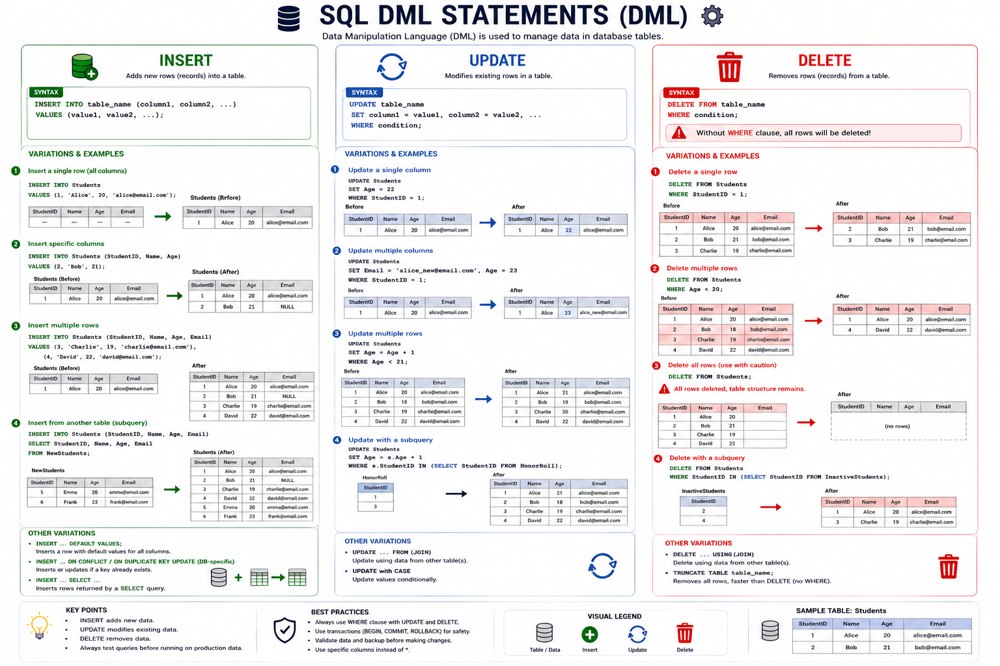 SQL DML STATEMENTS (DML)
Data Manipulation Language (DML) is used to manage data in database tables.
INSERT
Adds new rows (records) into a table.
SYNTAX
INSERT INTO table_name (column1, column2, ...)
VALUES (value1, value2, ...);
VARIATIONS & EXAMPLES
1 Insert a single row (all columns)
INSERT INTO Students
VALUES (1, 'Alice', 20, 'alice@email.com');
Students (Brfore)
StudentID Name Age Email
— — — —
StudentID Name Age Email
1 Alice 20 alice@email.com
2 Insert specific columns
INSERT INTO Students (StudentID, Name, Age)
VALUES (2, 'Bob', 21);
Students (Before)
StudentID Name Age Email
1 Alice 20 alice@email.com
Students (After)
StudentID Name Age Email
1 Alice 20 alice@email.com
2 Bob 21 NULL
3 Insert multiple rows
INSERT INTO Students (StudentID, Name, Age, Email)
VALUES (3, 'Charlie', 19, 'charlie@email.com'),
(4, 'David', 22, 'david@email.com');
Students (Before)
StudentID Name Age Email
1 Alice 20 alice@email.com
After
StudentID Name Age Email
1 Alice 20 alice@email.com
2 Bob 21 NULL
3 Charlie 19 charlie@email.com
4 David 22 david@email.com
4 Insert from another table (subquery)
INSERT INTO Students (StudentID, Name, Age, Email)
SELECT StudentID, Name, Age, Email
FROM NewStudents;
NewStudents
StudentID Name Age Email
5 Emma 20 emma@email.com
6 Frank 23 frank@email.com
Students (After)
StudentID Name Age Email
1 Alice 20 alice@email.com
2 Bob 21 NULL
3 Charlie 19 charlie@email.com
4 David 22 david@email.com
5 Emma 20 emma@email.com
6 Frank 23 frank@email.com
OTHER VARIATIONS
• INSERT ... DEFAULT VALUES;
Inserts a row with default values for all columns.
• INSERT ... ON CONFLICT / ON DUPLICATE KEY UPDATE (DB-specific)
Inserts or updates if a key already exists.
• INSERT ... SELECT ...
Inserts rows returned by a SELECT query.
UPDATE
Modifies existing rows in a table.
SYNTAX
UPDATE table_name
SET column1 = value1, column2 = value2, ...
WHERE condition;
VARIATIONS & EXAMPLES
1 Update a single column
UPDATE Students
SET Age = 22
WHERE StudentID = 1;
Before
StudentID Name Age Email
1 Alice 20 alice@email.com
After
StudentID Name Age Email
1 Alice 22 alice@email.com
2 Update multiple columns
UPDATE Students
SET Email = 'alice_new@email.com', Age = 23
WHERE StudentID = 1;
Before
StudentID Name Age Email
1 Alice 20 alice@email.com
After
StudentID Name Age Email
1 Alice 23 alice_new@email.com
3 Update multiple rows
UPDATE Students
SET Age = Age + 1
WHERE Age < 21;
Before
StudentID Name Age Email
1 Alice 20 alice@email.com
2 Bob 18 bob@email.com
3 Charlie 19 charlie@email.com
4 David 22 david@email.com
After
StudentID Name Age Email
1 Alice 21 alice@email.com
2 Bob 19 bob@email.com
3 Charlie 20 charlie@email.com
4 David 22 david@email.com
4 Update with a subquery
UPDATE Students
SET Age = s.Age + 1
WHERE s.StudentID IN (SELECT StudentID FROM HonorRoll);
HonorRoll
StudentID
1
3
After
StudentID Name Age Email
1 Alice 21 alice@email.com
2 Bob 18 bob@email.com
3 Charlie 19 charlie@email.com
4 David 22 david@email.com
OTHER VARIATIONS
• UPDATE ... FROM (JOIN)
Update using data from other table(s).
• UPDATE with CASE
Update values conditionally.
DELETE
Removes rows (records) from a table.
SYNTAX
DELETE FROM table_name
WHERE condition;
Without WHERE clause, all rows will be deleted!
VARIATIONS & EXAMPLES
1 Delete a single row
DELETE FROM Students
WHERE StudentID = 1;
Before
StudentID Name Age Email
1 Alice 20 alice@email.com
2 Bob 21 bob@email.com
3 Charlie 19 charlie@email.com
After
StudentID Name Age Email
2 Bob 21 bob@email.com
3 Charlie 19 charlie@email.com
2 Delete multiple rows
DELETE FROM Students
WHERE Age < 20;
Before
StudentID Name Age Email
1 Alice 20 alice@email.com
2 Bob 18 bob@email.com
3 Charlie 19 charlie@email.com
4 David 22 david@email.com
After
StudentID Name Age Email
1 Alice 20 alice@email.com
4 David 22 david@email.com
3 Delete all rows (use with caution)
DELETE FROM Students;
All rows deleted, table structure remains.
StudentID Name Age Email
1 Alice 20
2 Bob 21
3 Charlie 19
4 David 22
After
StudentID Name Age Email
(no rows)
4 Delete with a subquery
DELETE FROM Students
WHERE StudentID IN (SELECT StudentID FROM InactiveStudents);
InactiveStudents
StudentID
2
4
After
StudentID Name Age Email
1 Alice 20 alice@email.com
3 Charlie 19 charlie@email.com
OTHER VARIATIONS
• DELETE ... USING (JOIN)
Delete using data from other table(s).
• TRUNCATE TABLE table_name;
Removes all rows, faster than DELETE (no WHERE).
KEY POINTS
• INSERT adds new data.
• UPDATE modifies existing data.
• DELETE removes data.
• Always test queries before running on production data.
BEST PRACTICES
• Always use WHERE clause with UPDATE and DELETE.
• Use transactions (BEGIN, COMMIT, ROLLBACK) for safety.
• Validate data and backup before making changes.
• Use specific columns instead of *.
VISUAL LEGEND
Table / Data Insert Update Delete
SAMPLE TABLE: Students
StudentID Name Age Email
1 Alice 20 alice@email.com
2 Bob 21 bob@email.com